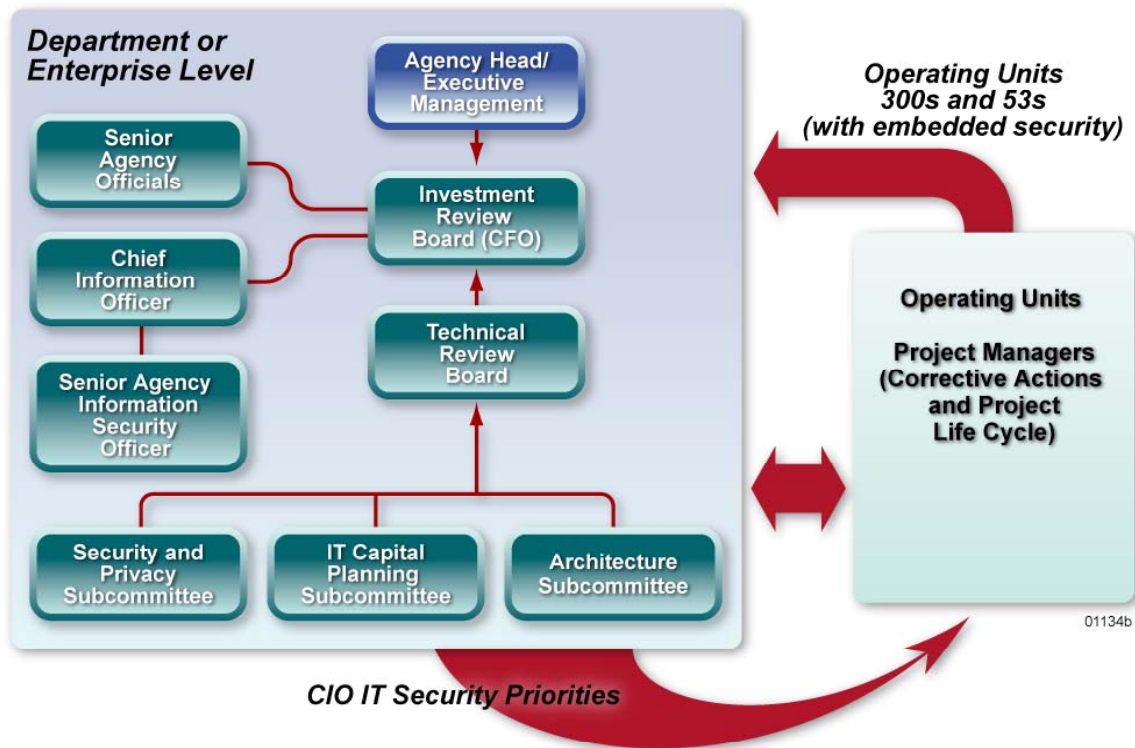 Department or
Enterprise Level
Agency Head/
Executive
Management
Senior
Agency
Officials
Investment
Review
Board (CFO)
Chief
Information
Officer
Technical
Review
Board
Senior Agency
Information
Security
Officer
Security and
Privacy
Subcommittee
IT Capital
Planning
Subcommittee
Architecture
Subcommittee
Operating Units
300s and 53s
(with embedded security)
Operating Units
Project Managers
(Corrective Actions
and Project
Life Cycle)
01134b
CIO IT Security Priorities